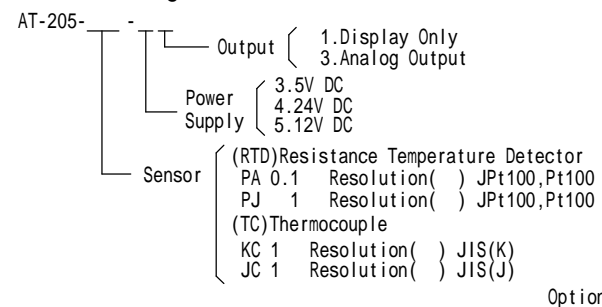 AT-205-___ -_ _
Output 1.Display Only
3.Analog Output
Power Supply 3.5V DC
4.24V DC
5.12V DC
Sensor (RTD)Resistance Temperature Detector
PA 0.1 Resolution( ) JPt100,Pt100
PJ 1 Resolution( ) JPt100,Pt100
(TC)Thermocouple
KC 1 Resolution( ) JIS(K)
JC 1 Resolution( ) JIS(J)